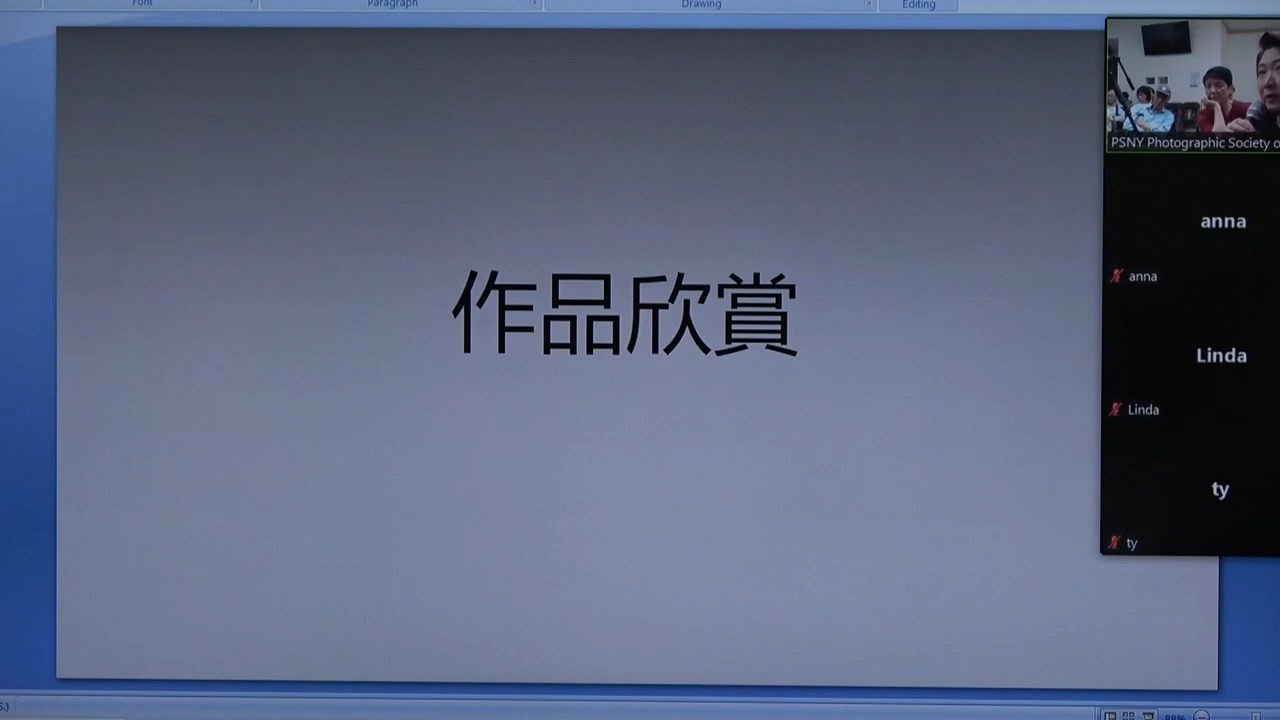 Font
Paragraph
Drawing
Editing
作品欣賞
PSNY Photographic Society o
anna
anna
Linda
Linda
ty
ty